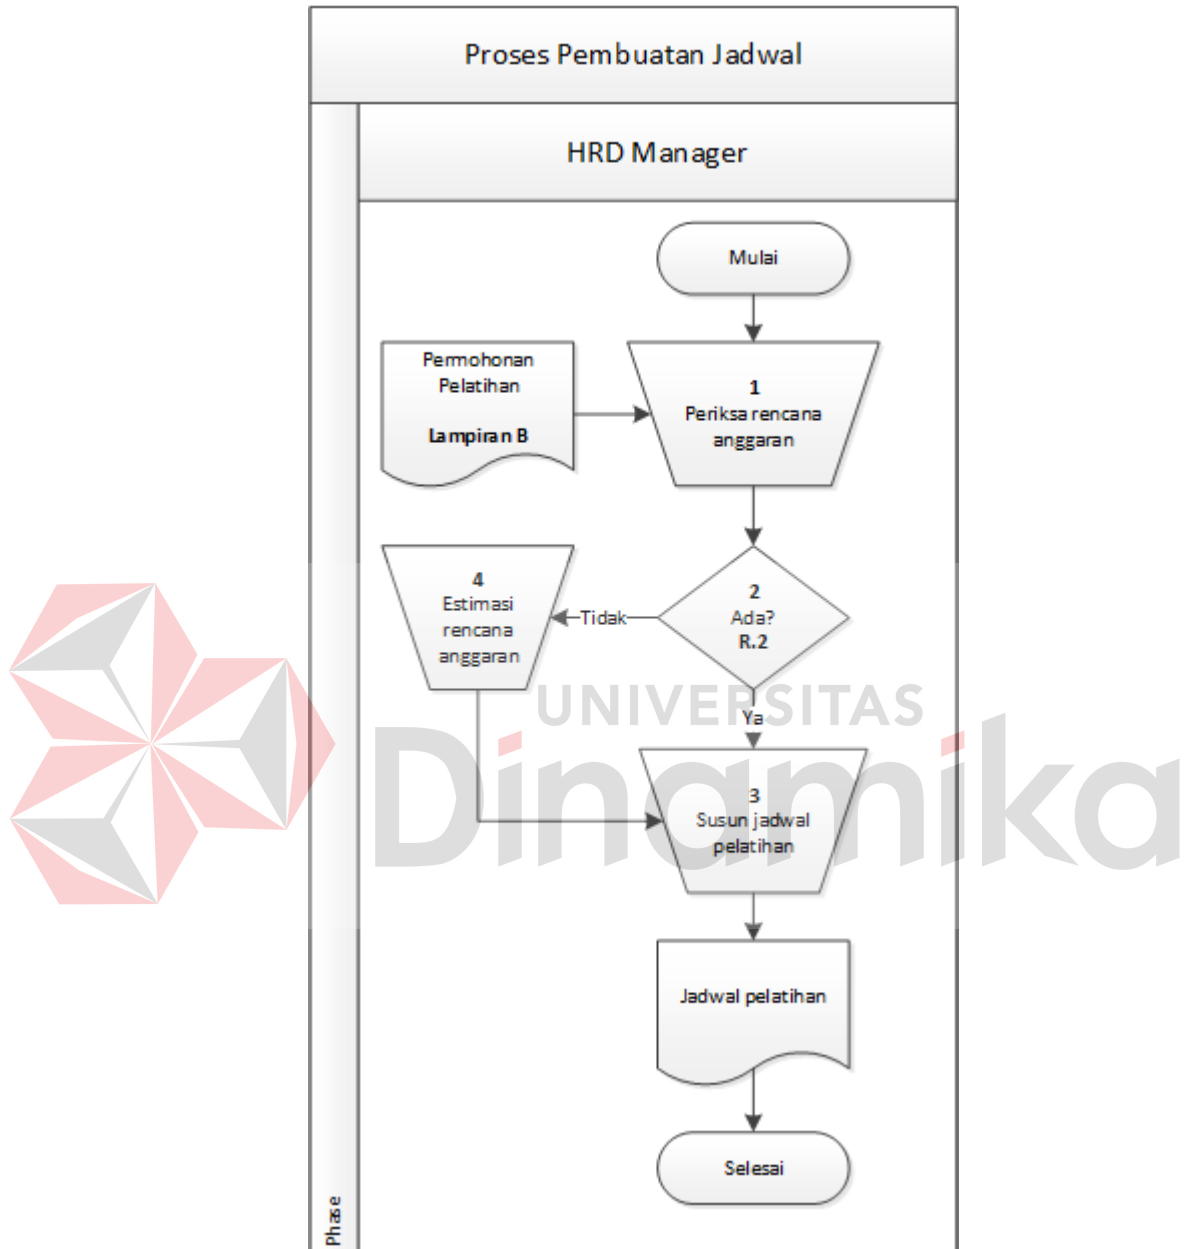 Proses Pembuatan Jadwal
HRD Manager
Mulai
Permohonan
Pelatihan
Lampiran B
1
Periksa rencana
anggaran
2
Ada?
R.2
Tidak
4
Estimasi
rencana
anggaran
Ya
3
Susun jadwal
pelatihan
Jadwal pelatihan
Selesai
Phase
UNIVERSITAS
Dinamika